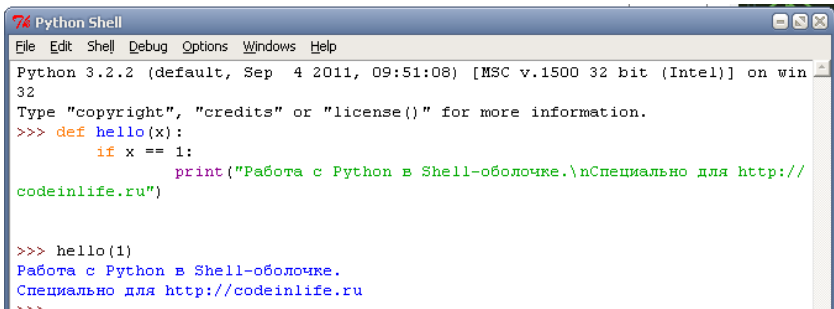 Python Shell
File Edit Shell Debug Options Windows Help
Python 3.2.2 (default, Sep  4 2011, 09:51:08) [MSC v.1500 32 bit (Intel)] on win
32
Type "copyright", "credits" or "license()" for more information.
>>> def hello(x):
        if x == 1:
                print("Работа с Python в Shell-оболочке.\nСпециально для http://
codeinlife.ru")
>>> hello(1)
Работа с Python в Shell-оболочке.
Специально для http://codeinlife.ru
>>>